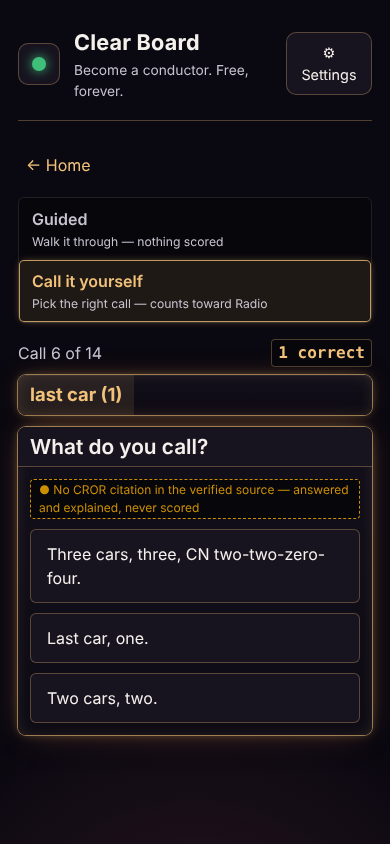 Clear Board
Become a conductor. Free,
forever.
⚙
Settings
← Home
Guided
Walk it through — nothing scored
Call it yourself
Pick the right call — counts toward Radio
Call 6 of 14
1 correct
last car (1)
What do you call?
● No CROR citation in the verified source — answered
and explained, never scored
Three cars, three, CN two-two-zero-
four.
Last car, one.
Two cars, two.